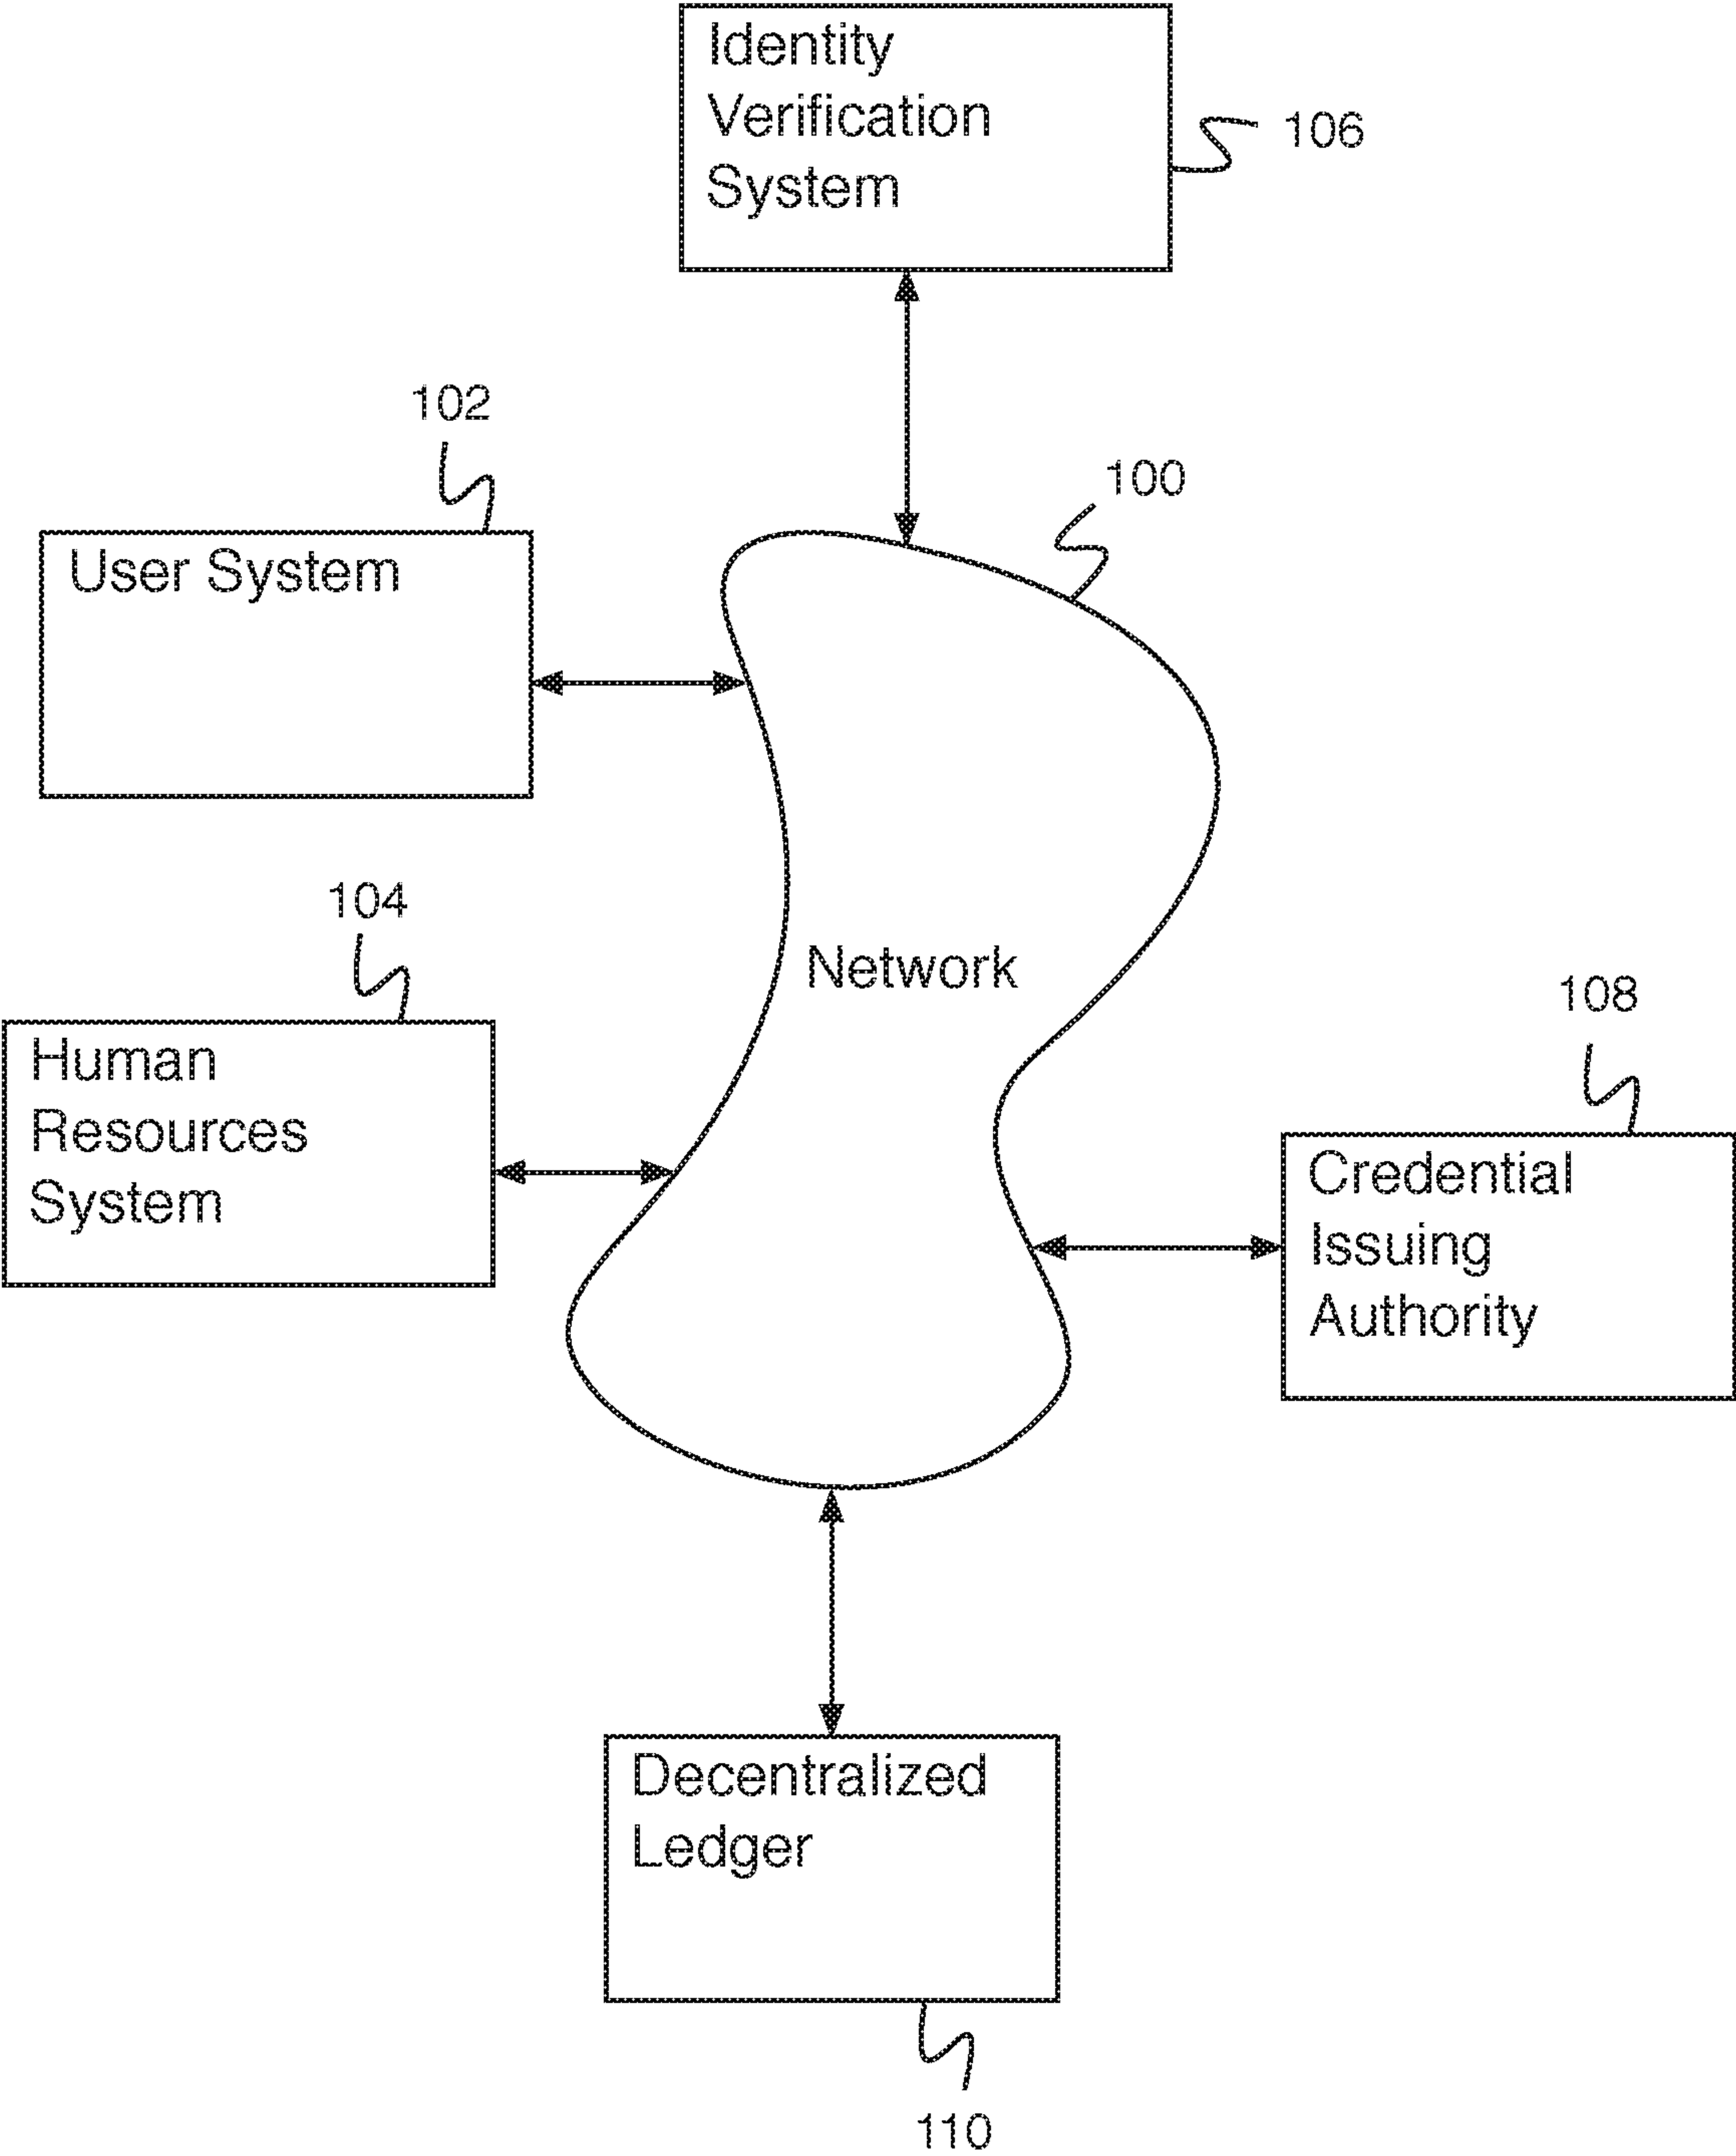 Identity
Verification
System
106
102
100
User System
104
Network
108
Human
Resources
System
Credential
Issuing
Authority
Decentralized
Ledger
110